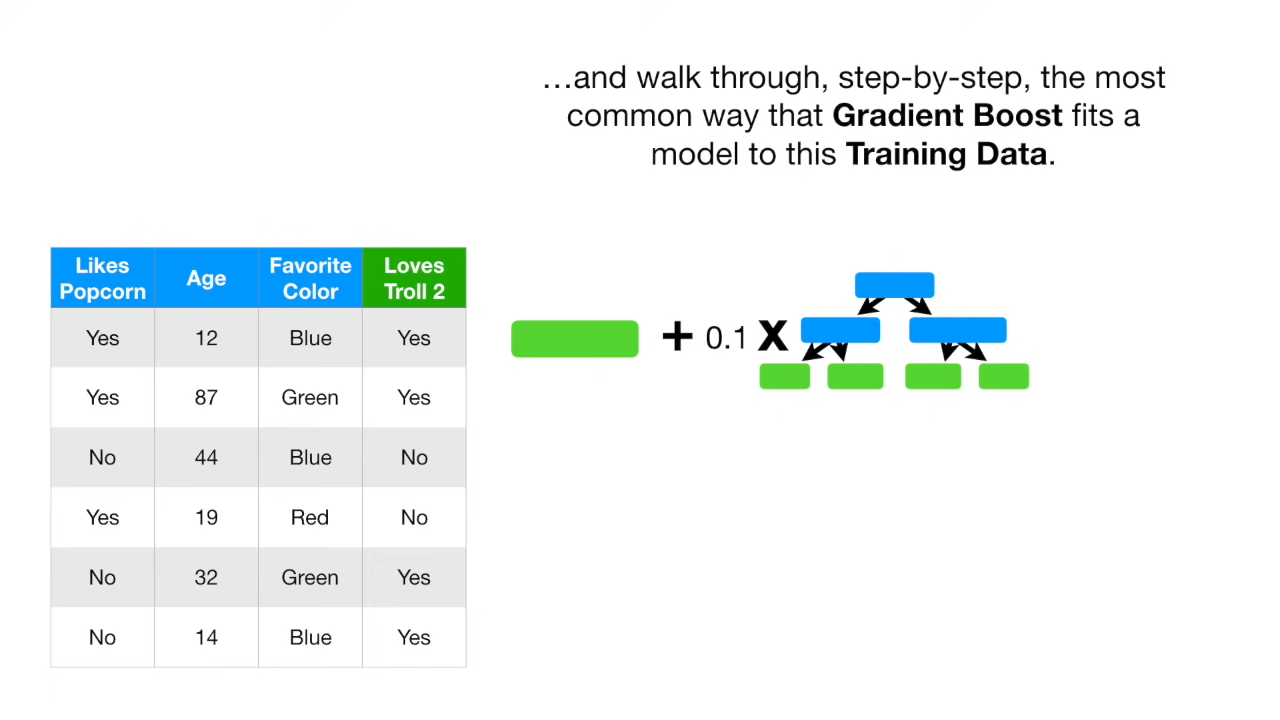 …and walk through, step-by-step, the most
common way that Gradient Boost fits a
model to this Training Data.
Likes Popcorn Age Favorite Color Loves Troll 2
Yes 12 Blue Yes
Yes 87 Green Yes
No 44 Blue No
Yes 19 Red No
No 32 Green Yes
No 14 Blue Yes
+ 0.1 X